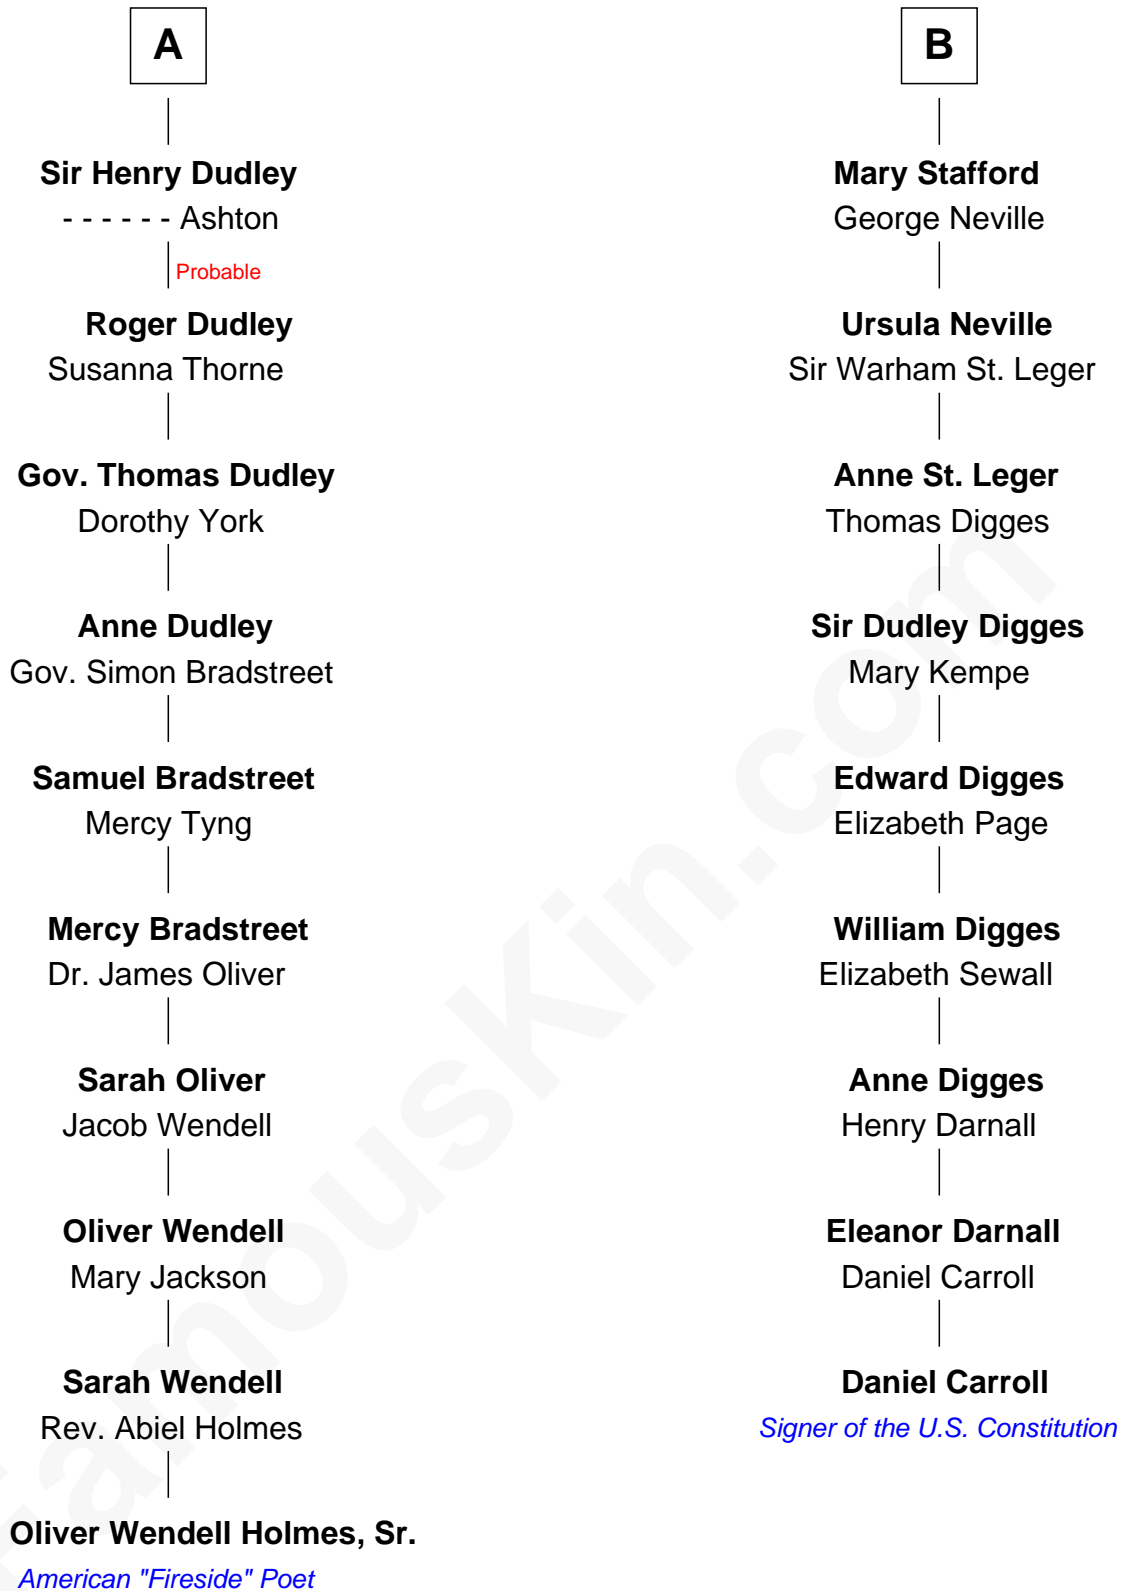 A
Sir Henry Dudley
- - - - - - Ashton
Probable
Roger Dudley
Susanna Thorne
Gov. Thomas Dudley
Dorothy York
Anne Dudley
Gov. Simon Bradstreet
Samuel Bradstreet
Mercy Tyng
Mercy Bradstreet
Dr. James Oliver
Sarah Oliver
Jacob Wendell
Oliver Wendell
Mary Jackson
Sarah Wendell
Rev. Abiel Holmes
Oliver Wendell Holmes, Sr.
American "Fireside" Poet
B
Mary Stafford
George Neville
Ursula Neville
Sir Warham St. Leger
Anne St. Leger
Thomas Digges
Sir Dudley Digges
Mary Kempe
Edward Digges
Elizabeth Page
William Digges
Elizabeth Sewall
Anne Digges
Henry Darnall
Eleanor Darnall
Daniel Carroll
Daniel Carroll
Signer of the U.S. Constitution
FamousKin.com